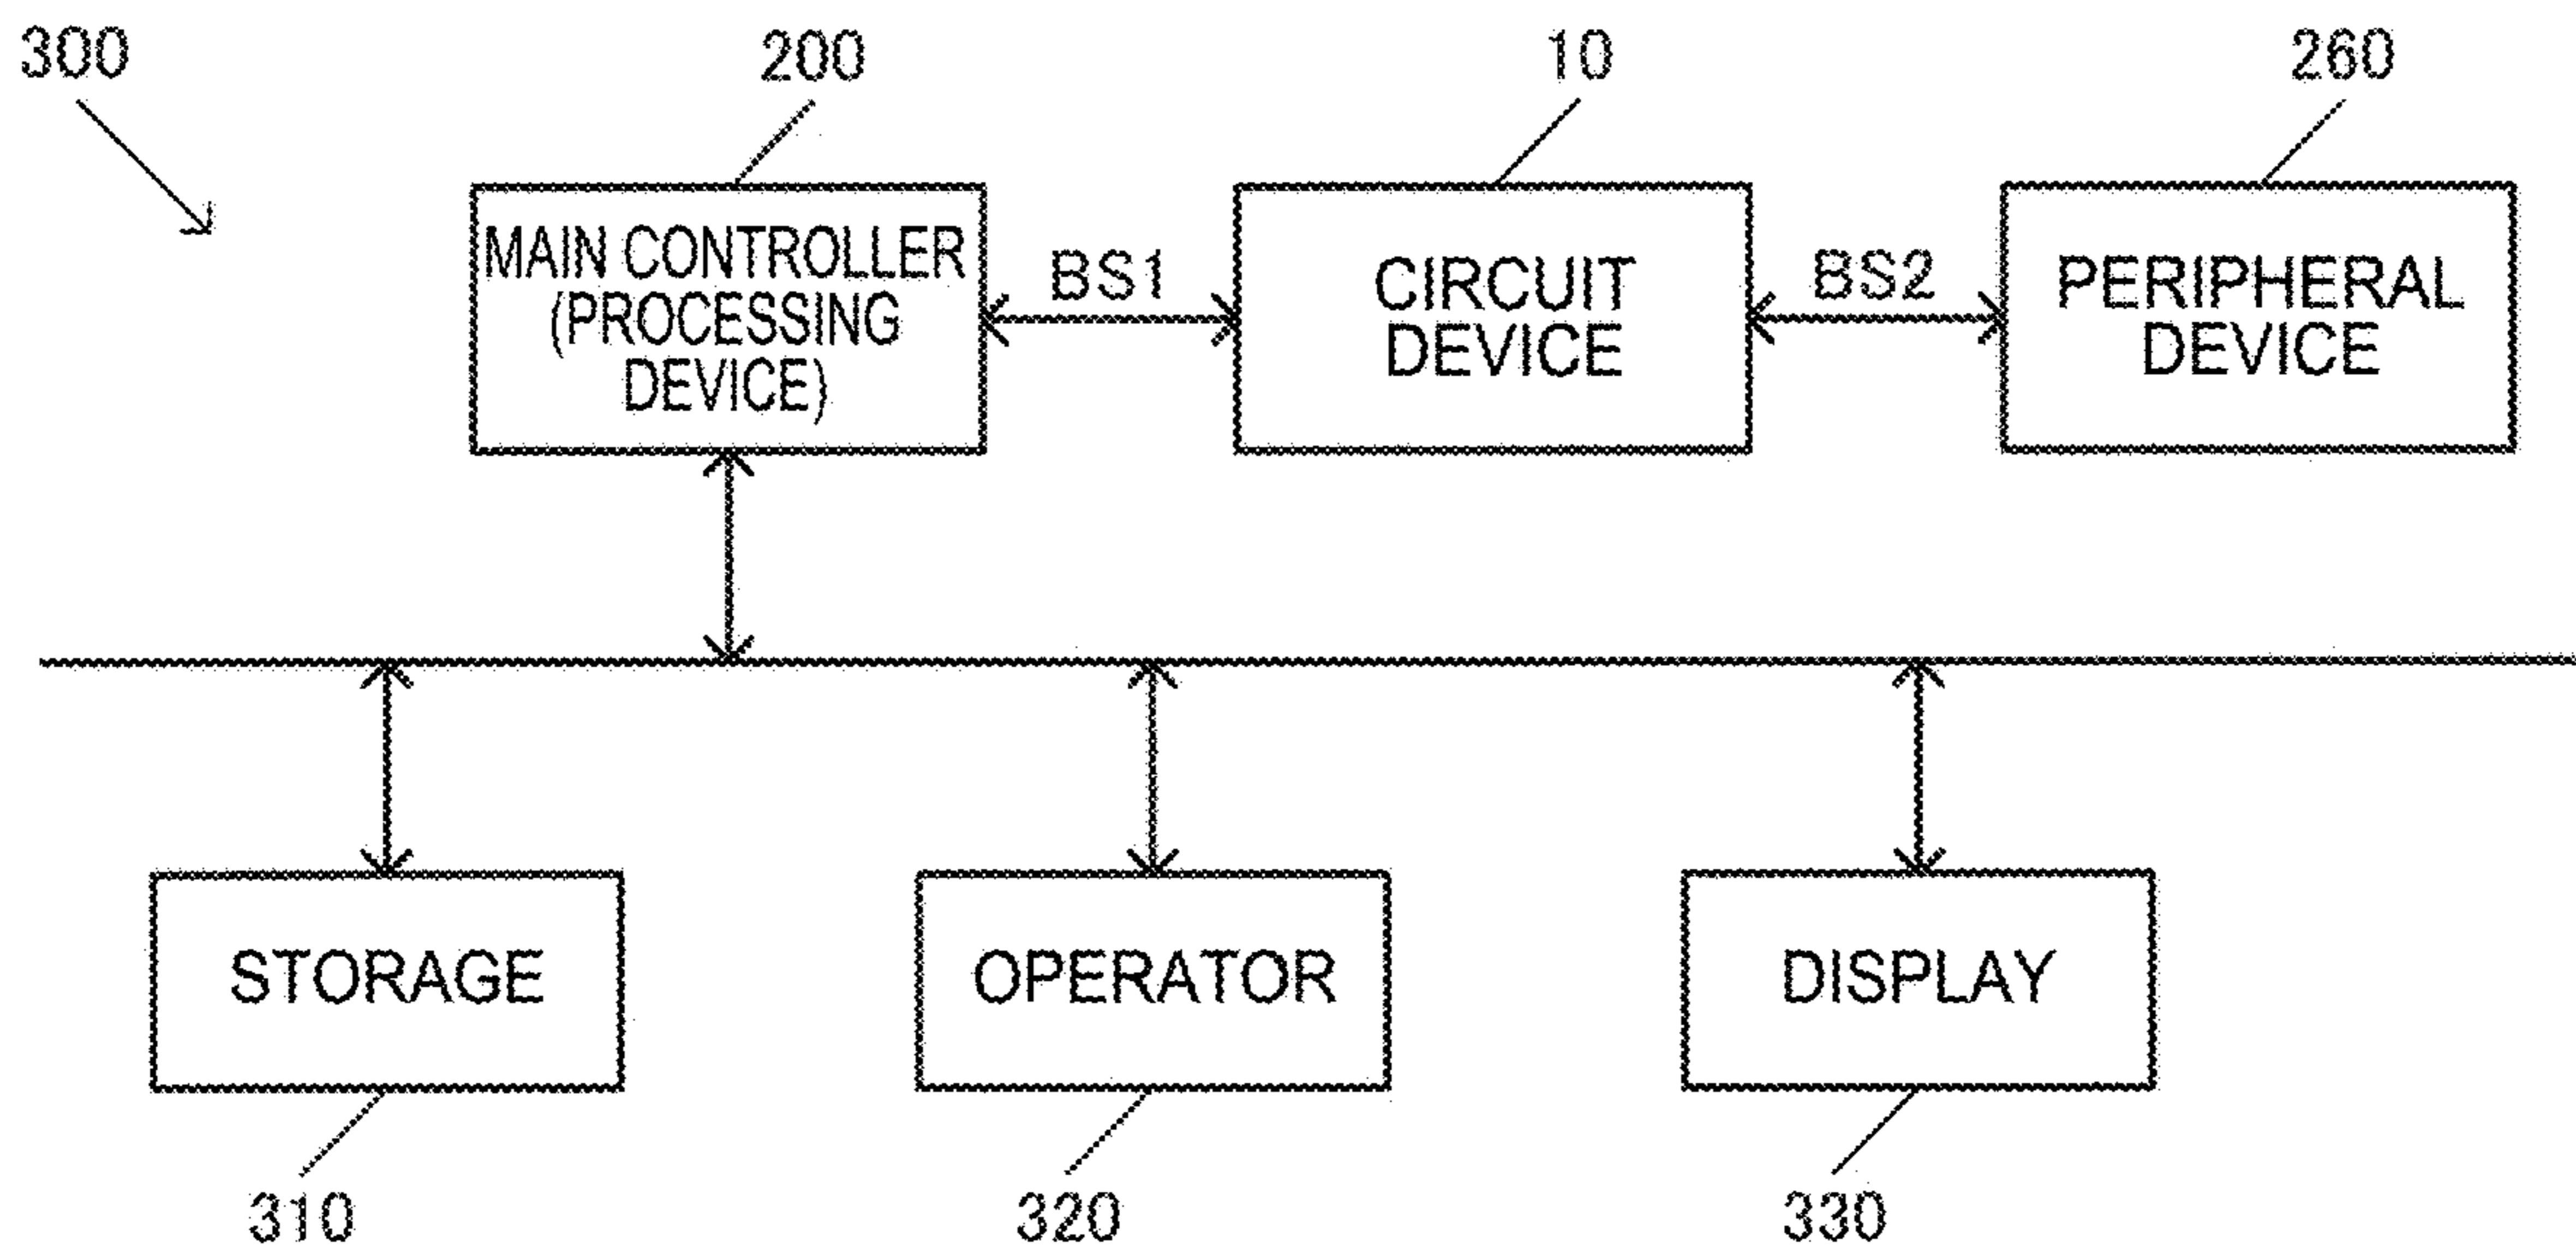 300
200
10
260
MAIN CONTROLLER
(PROCESSING
DEVICE)
BS1
CIRCUIT
DEVICE
BS2
PERIPHERAL
DEVICE
STORAGE
OPERATOR
DISPLAY
310
320
330